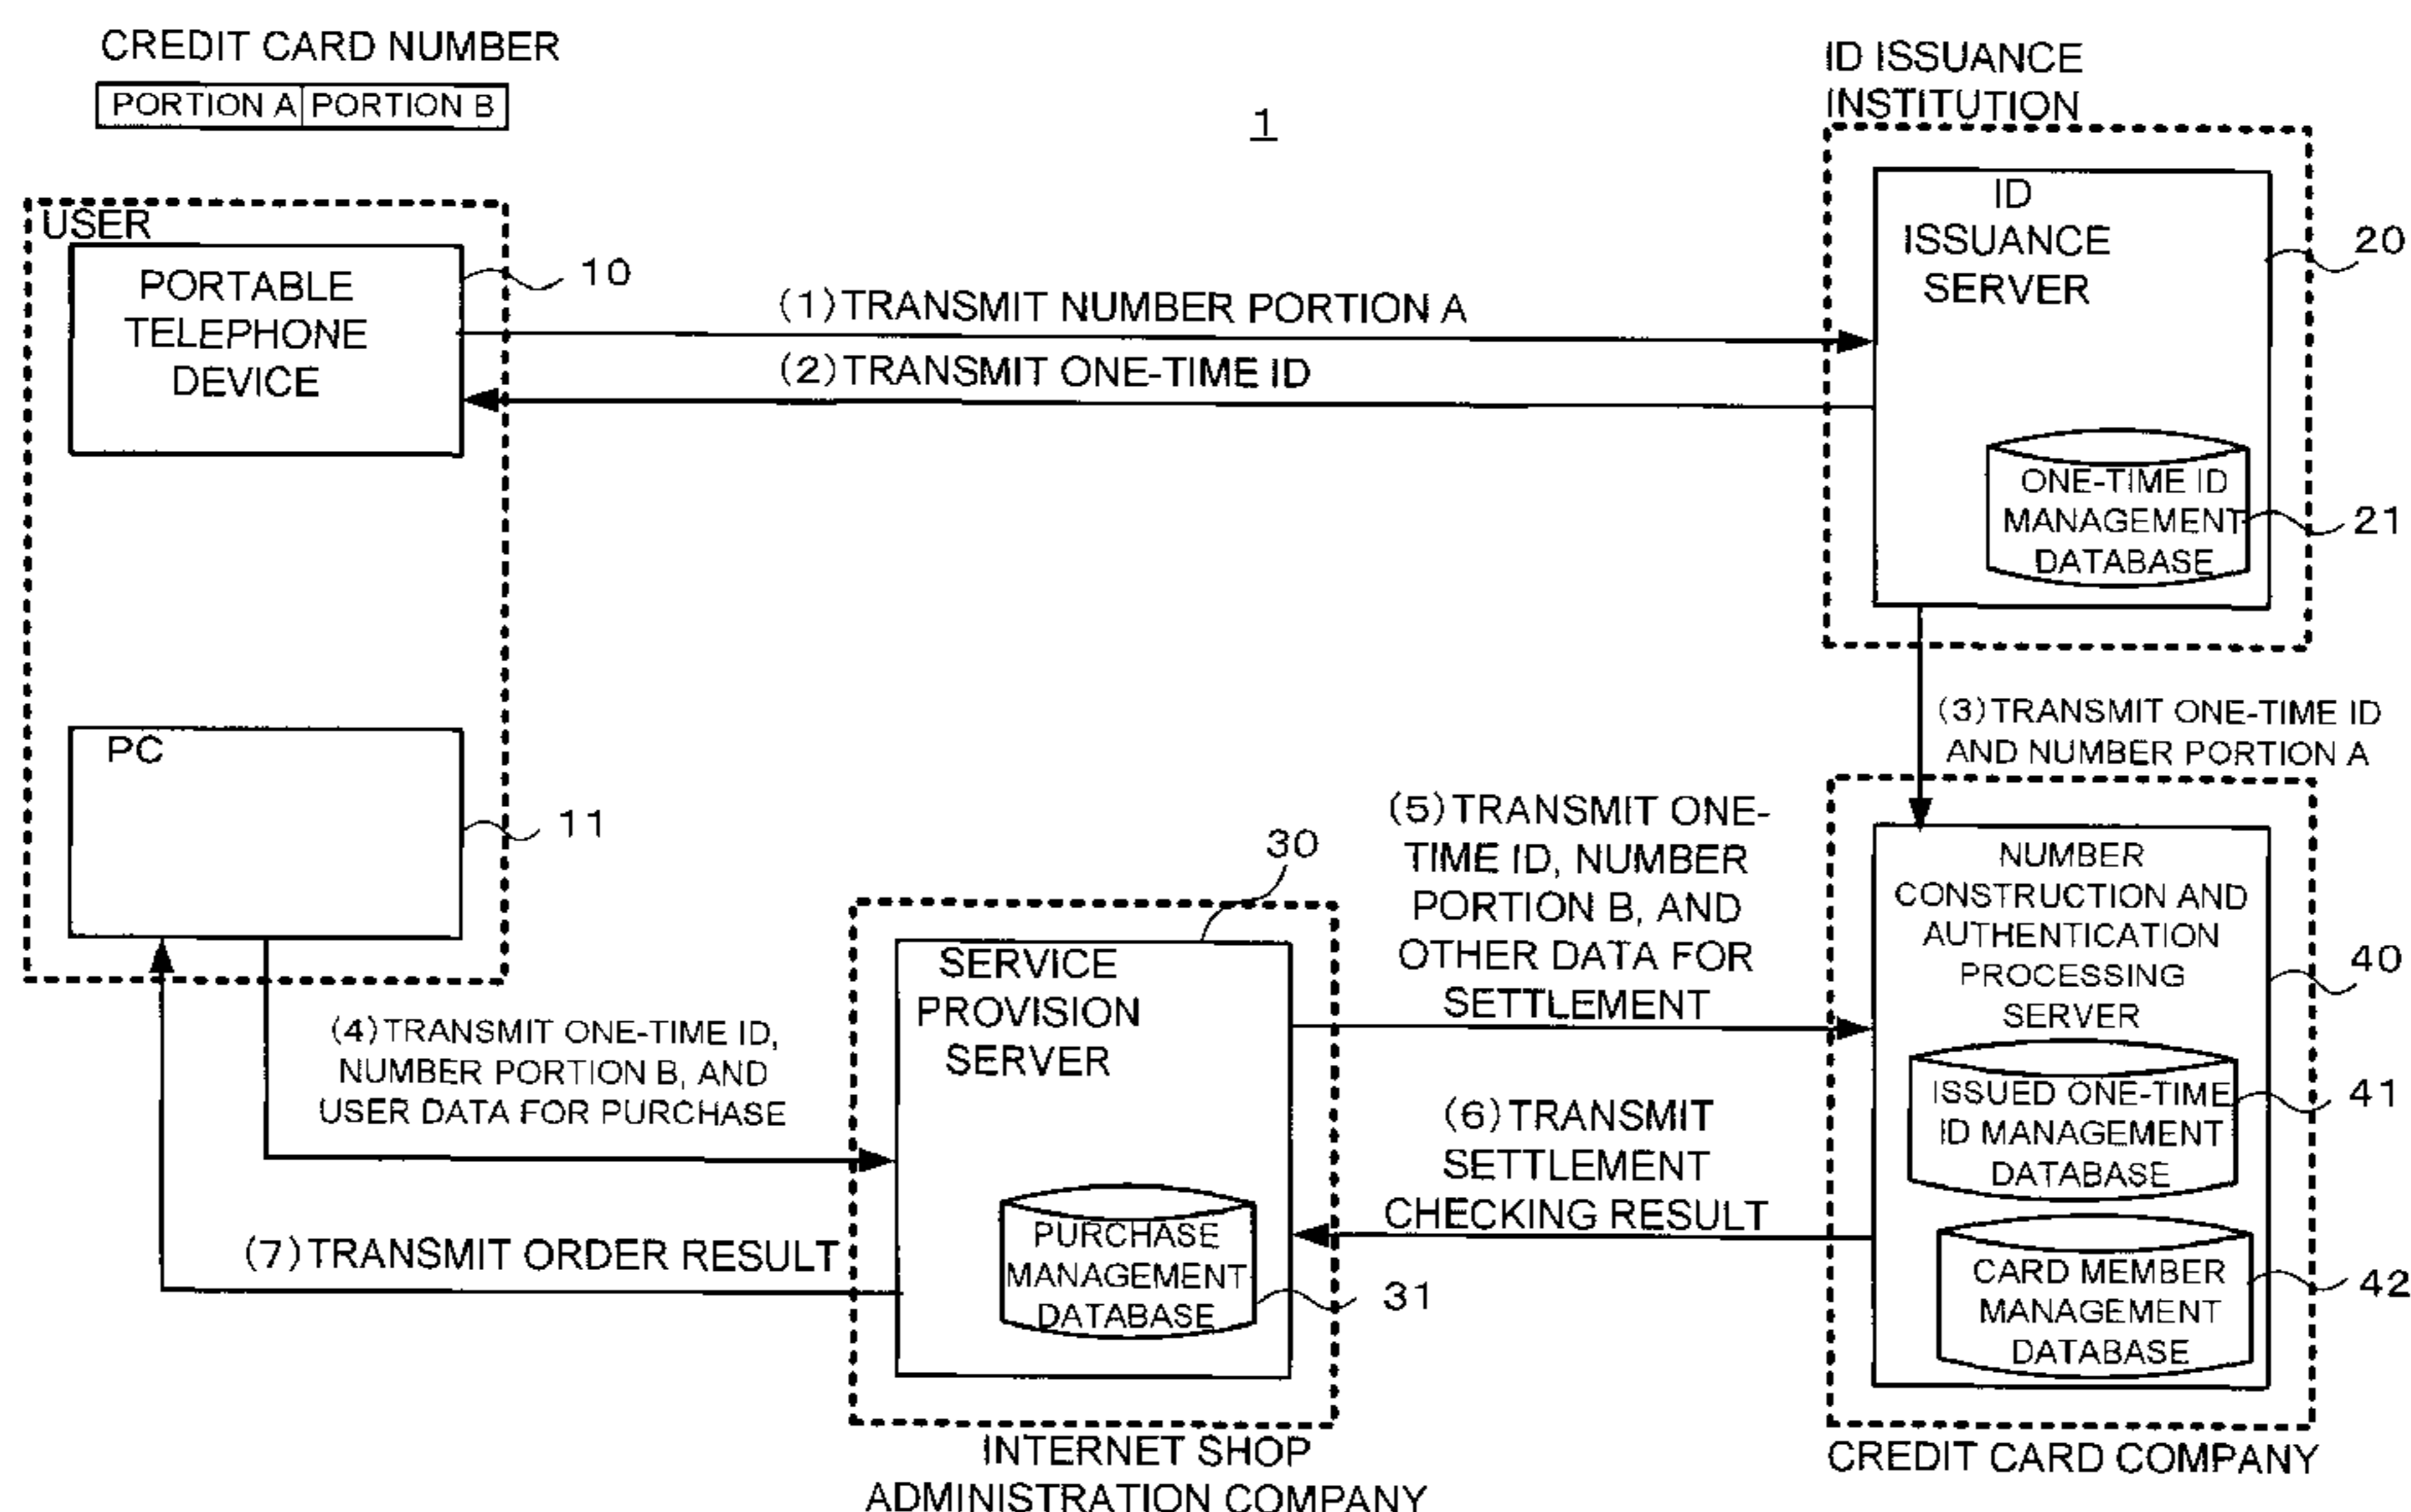 CREDIT CARD NUMBER
PORTION A PORTION B
1
ID ISSUANCE
INSTITUTION
USER
PORTABLE
TELEPHONE
DEVICE
10
(1)TRANSMIT NUMBER PORTION A
(2)TRANSMIT ONE-TIME ID
ID
ISSUANCE
SERVER
20
ONE-TIME ID
MANAGEMENT
DATABASE
21
(3)TRANSMIT ONE-TIME ID
AND NUMBER PORTION A
PC
11
(4)TRANSMIT ONE-TIME ID,
NUMBER PORTION B, AND
USER DATA FOR PURCHASE
(7)TRANSMIT ORDER RESULT
30
SERVICE
PROVISION
SERVER
PURCHASE
MANAGEMENT
DATABASE
31
INTERNET SHOP
ADMINISTRATION COMPANY
(5)TRANSMIT ONE-
TIME ID, NUMBER
PORTION B, AND
OTHER DATA FOR
SETTLEMENT
(6)TRANSMIT
SETTLEMENT
CHECKING RESULT
NUMBER
CONSTRUCTION AND
AUTHENTICATION
PROCESSING
SERVER
40
ISSUED ONE-TIME
ID MANAGEMENT
DATABASE
41
CARD MEMBER
MANAGEMENT
DATABASE
42
CREDIT CARD COMPANY